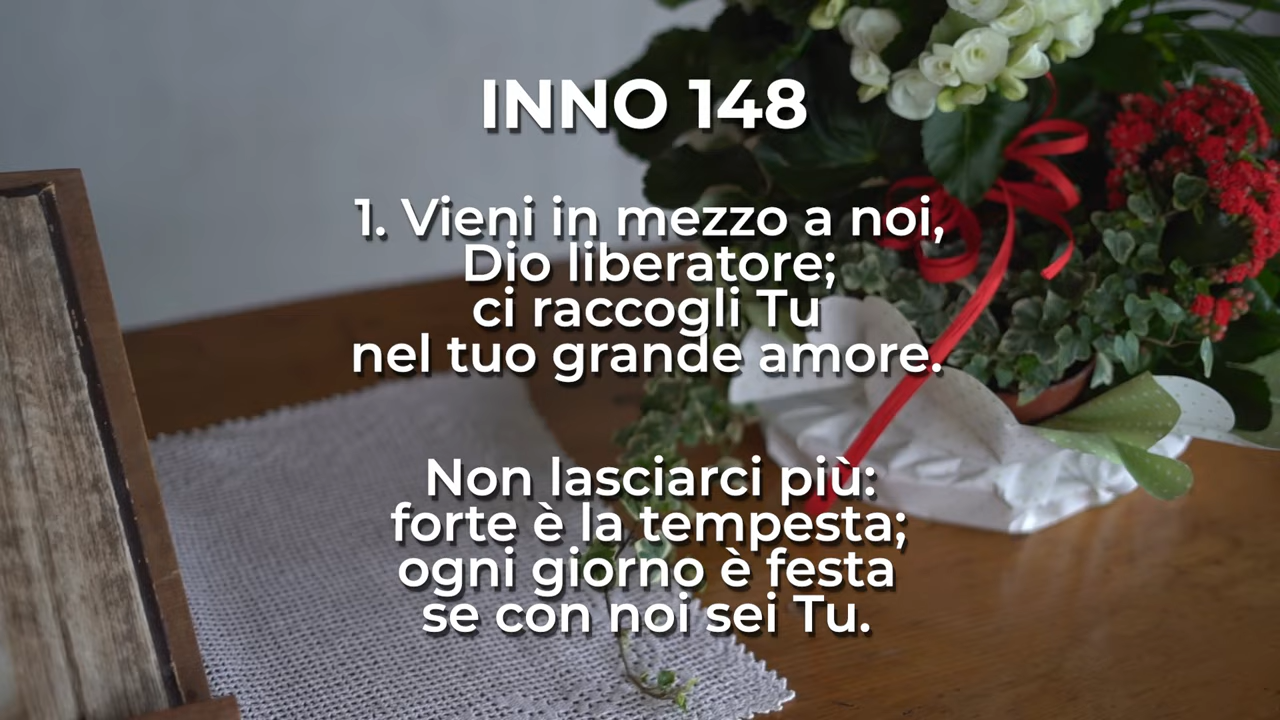 INNO 148
1. Vieni in mezzo a noi,
Dio liberatore;
ci raccogli Tu
nel tuo grande amore.
Non lasciarci più:
forte è la tempesta;
ogni giorno è festa
se con noi sei Tu.